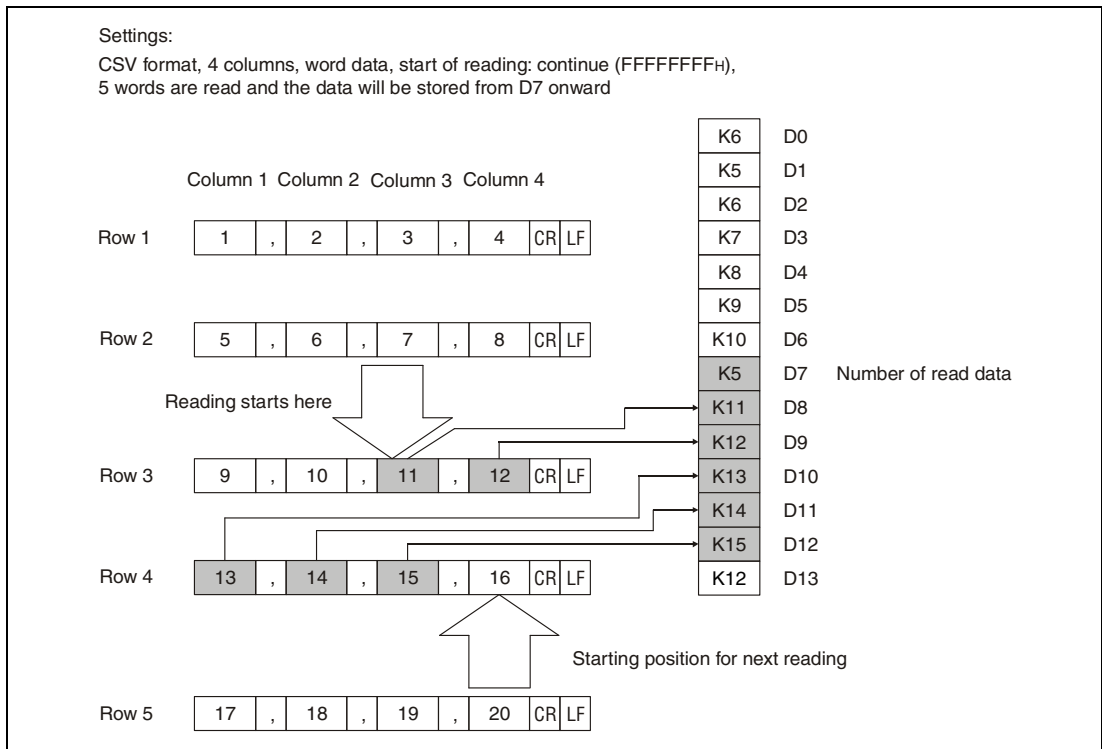 Settings:
CSV format, 4 columns, word data, start of reading: continue (FFFFFFFFH),
5 words are read and the data will be stored from D7 onward
K6 D0
K5 D1
Column 1 Column 2 Column 3 Column 4
K6 D2
Row 1 1 , 2 , 3 , 4 CR LF
K7 D3
K8 D4
K9 D5
Row 2 5 , 6 , 7 , 8 CR LF
K10 D6
K5 D7 Number of read data
Reading starts here
K11 D8
K12 D9
Row 3 9 , 10 , 11 , 12 CR LF
K13 D10
K14 D11
K15 D12
Row 4 13 , 14 , 15 , 16 CR LF
K12 D13
Starting position for next reading
Row 5 17 , 18 , 19 , 20 CR LF